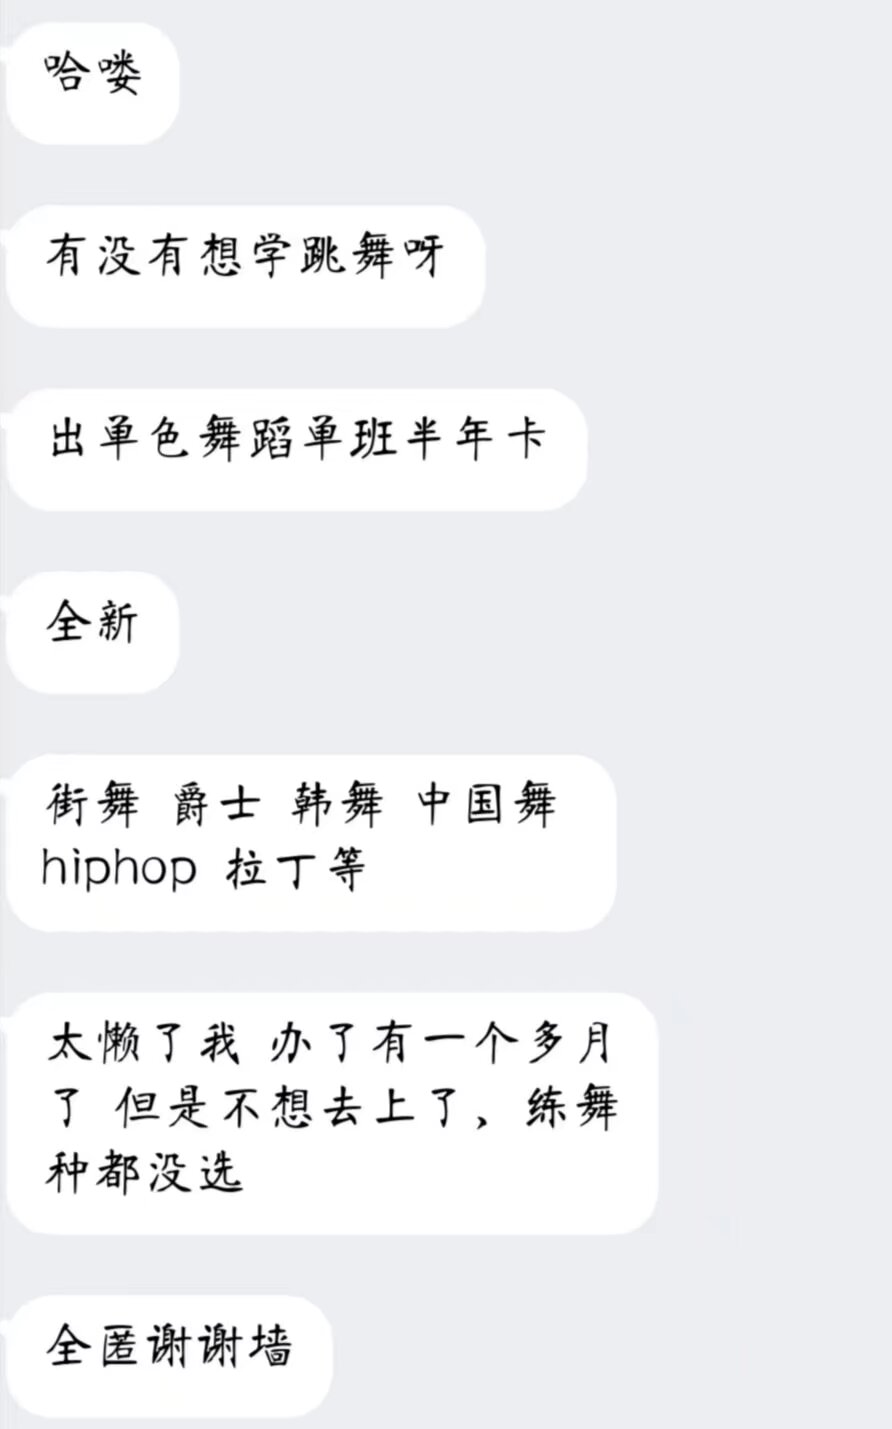 哈喽
有没有想学跳舞呀
出单色舞蹈单班半年卡
全新
街舞 爵士 韩舞 中国舞
hiphop 拉丁等
太懒了我 办了有一个多月
了 但是不想去上了，练舞
种都没选
全匿谢谢墙